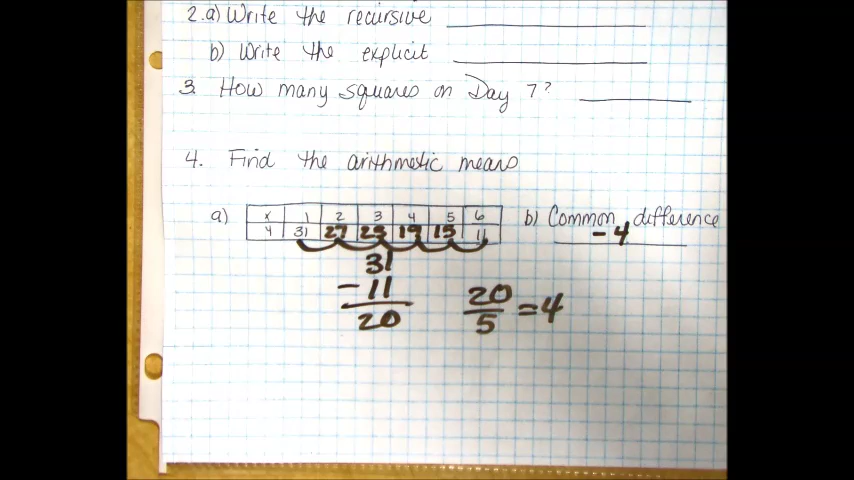 2.a) Write the recursive
b) Write the explicit
3. How many squares on Day 7?
4. Find the arithmetic means
a) x 1 2 3 4 5 6
y 31 27 23 19 15 11
b) Common difference
-4
31
- 11
20
20
5
= 4